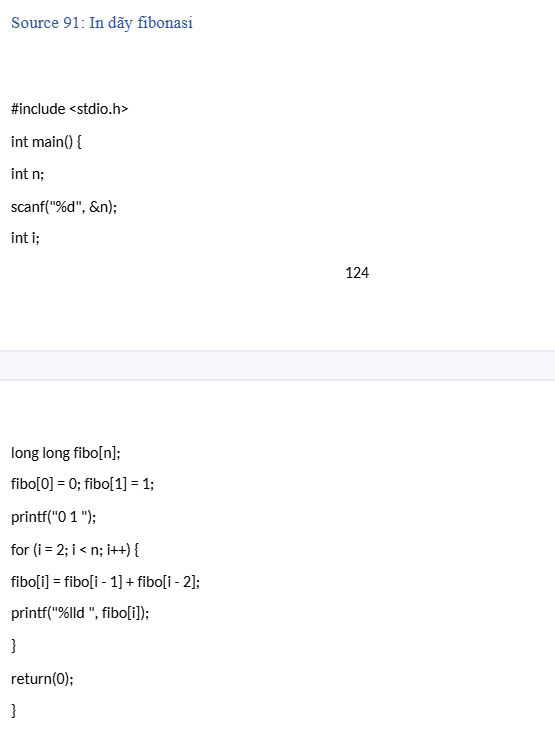 Source 91: In dãy fibonasi
#include <stdio.h>
int main() {
int n;
scanf("%d", &n);
int i;
124
long long fibo[n];
fibo[0] = 0; fibo[1] = 1;
printf("0 1 ");
for (i = 2; i < n; i++) {
fibo[i] = fibo[i - 1] + fibo[i - 2];
printf("%lld ", fibo[i]);
}
return(0);
}